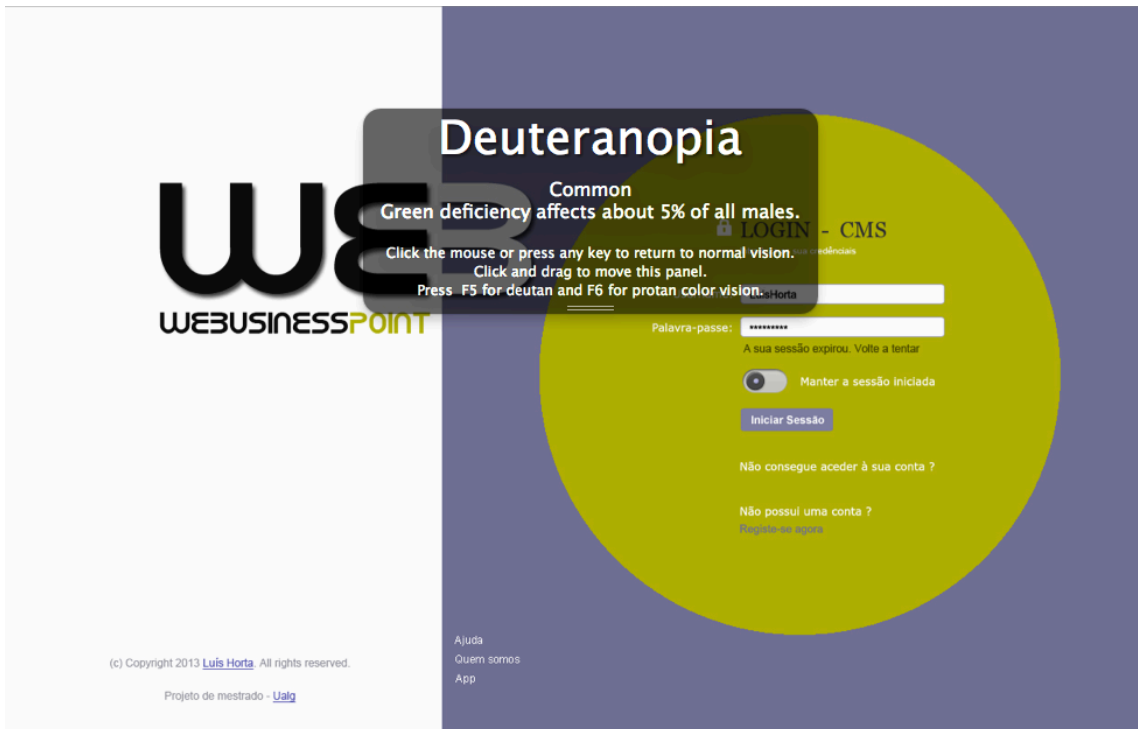 Deuteranopia
Common
Green deficiency affects about 5% of all males.
Click the mouse or press any key to return to normal vision.
Click and drag to move this panel.
Press F5 for deutan and F6 for protan color vision.
WEB
WEBUSINESSPOINT
LOGIN - CMS
sua credênciais
LuisHorta
Palavra-passe: •••••••••
A sua sessão expirou. Volte a tentar
Manter a sessão iniciada
Iniciar Sessão
Não consegue aceder à sua conta ?
Não possui uma conta ?
Registe-se agora
Ajuda
Quem somos
App
(c) Copyright 2013 Luís Horta. All rights reserved.
Projeto de mestrado - Ualg